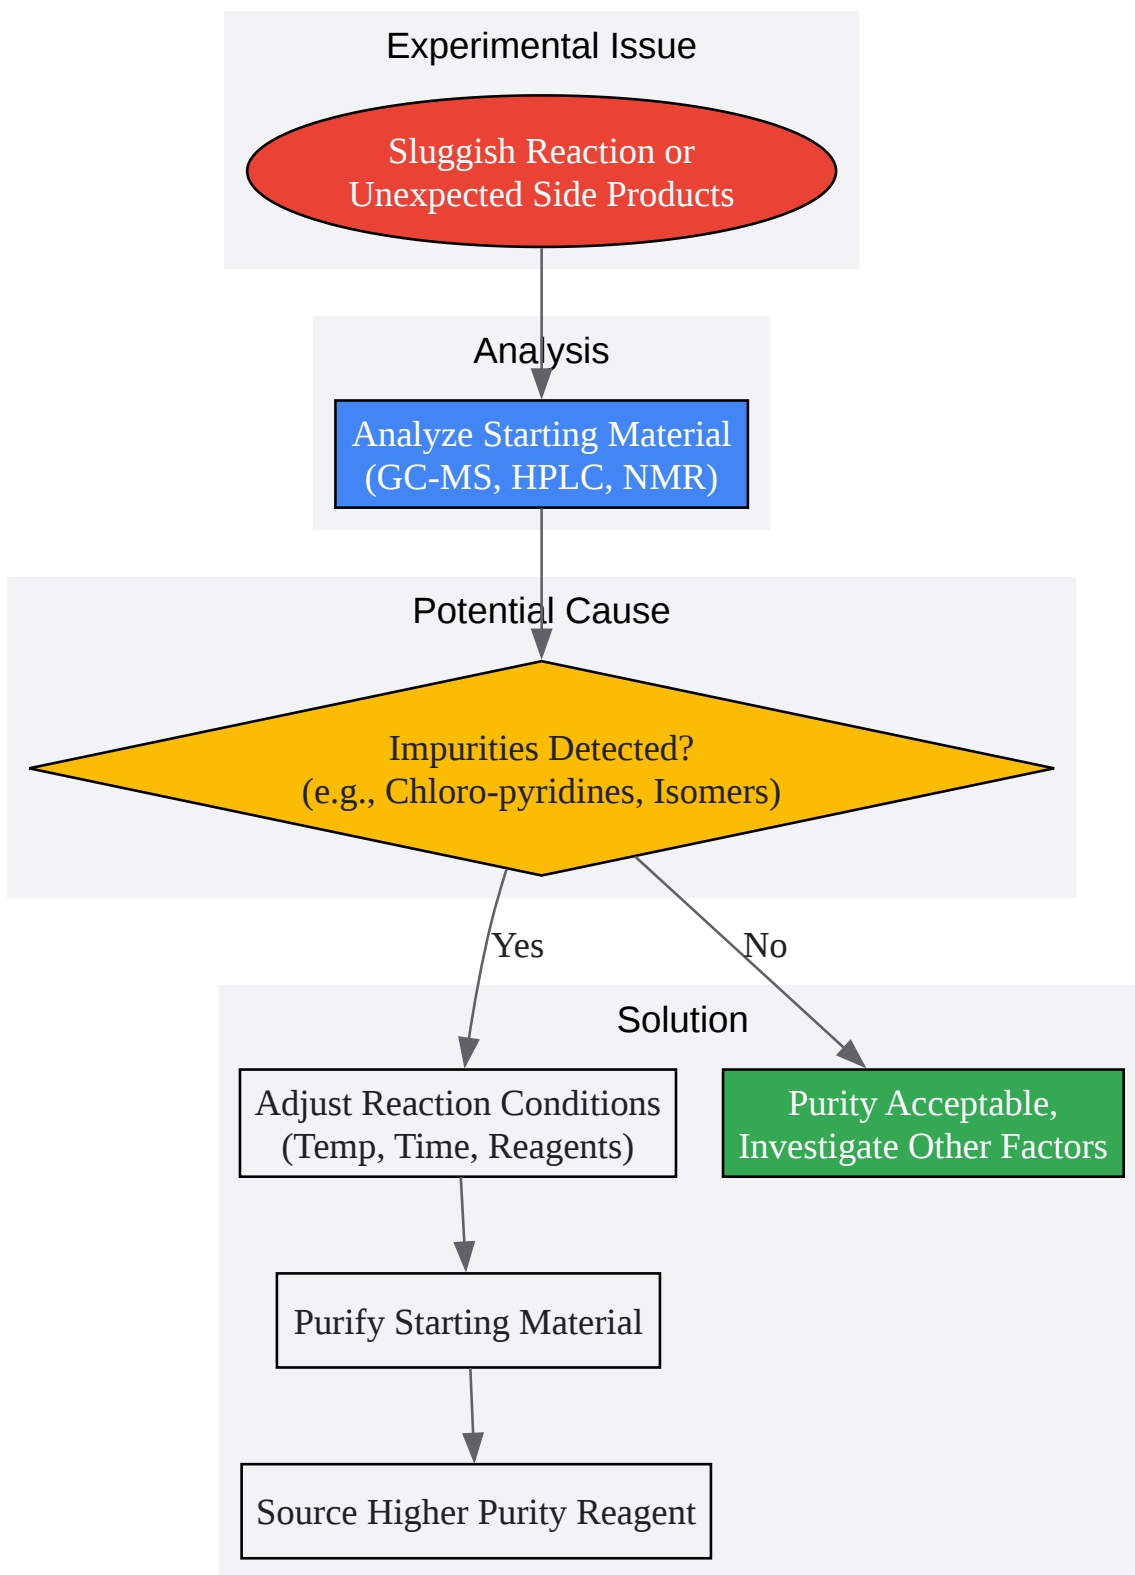 Experimental Issue
Sluggish Reaction or
Unexpected Side Products
Analysis
Analyze Starting Material
(GC-MS, HPLC, NMR)
Potential Cause
Impurities Detected?
(e.g., Chloro-pyridines, Isomers)
Yes
No
Solution
Adjust Reaction Conditions
(Temp, Time, Reagents)
Purity Acceptable,
Investigate Other Factors
Purify Starting Material
Source Higher Purity Reagent